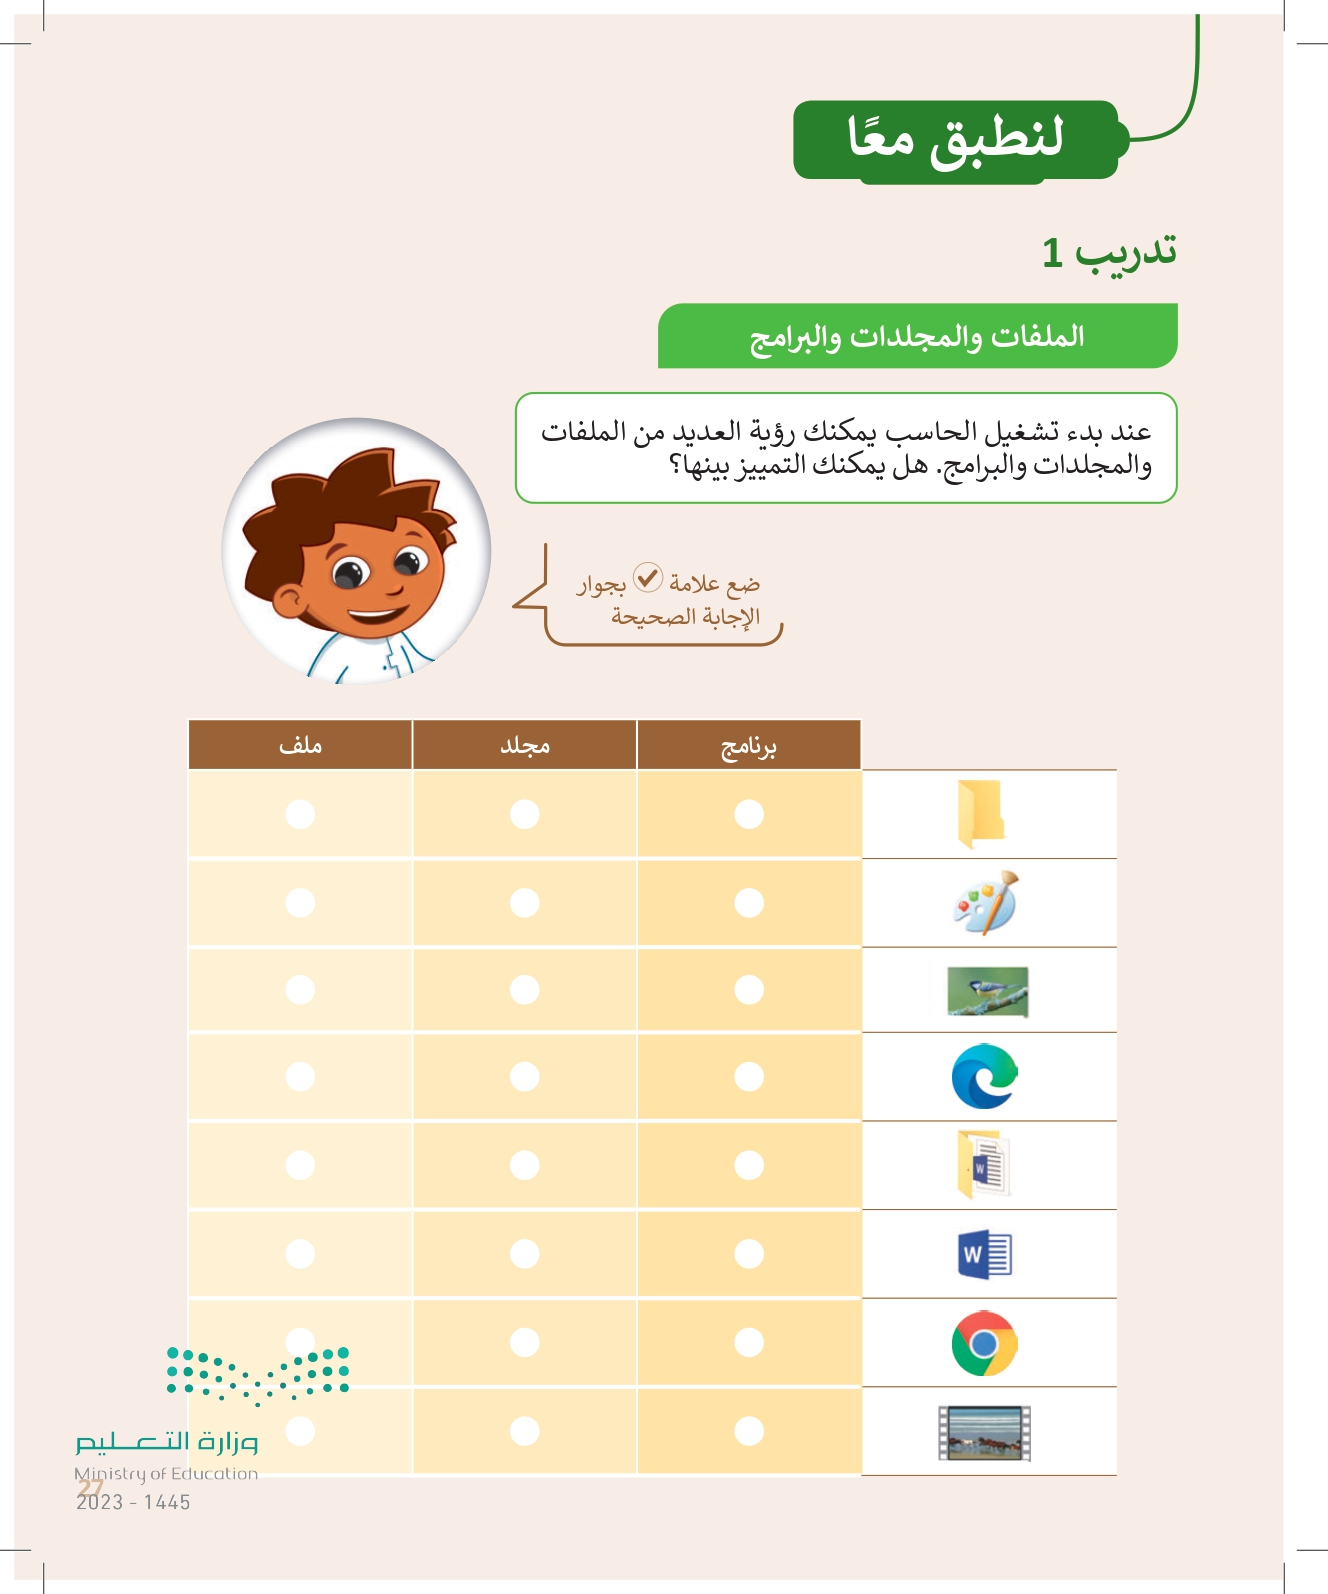 لنطبق معًا
تدريب 1
الملفات والمجلدات والبرامج
عند بدء تشغيل الحاسب يمكنك رؤية العديد من الملفات
والمجلدات والبرامج. هل يمكنك التمييز بينها؟
ضع علامة بجوار
الإجابة الصحيحة
برنامج مجلد ملف
W
W
وزارة التعليم
Ministry of Education
27
2023 - 1445